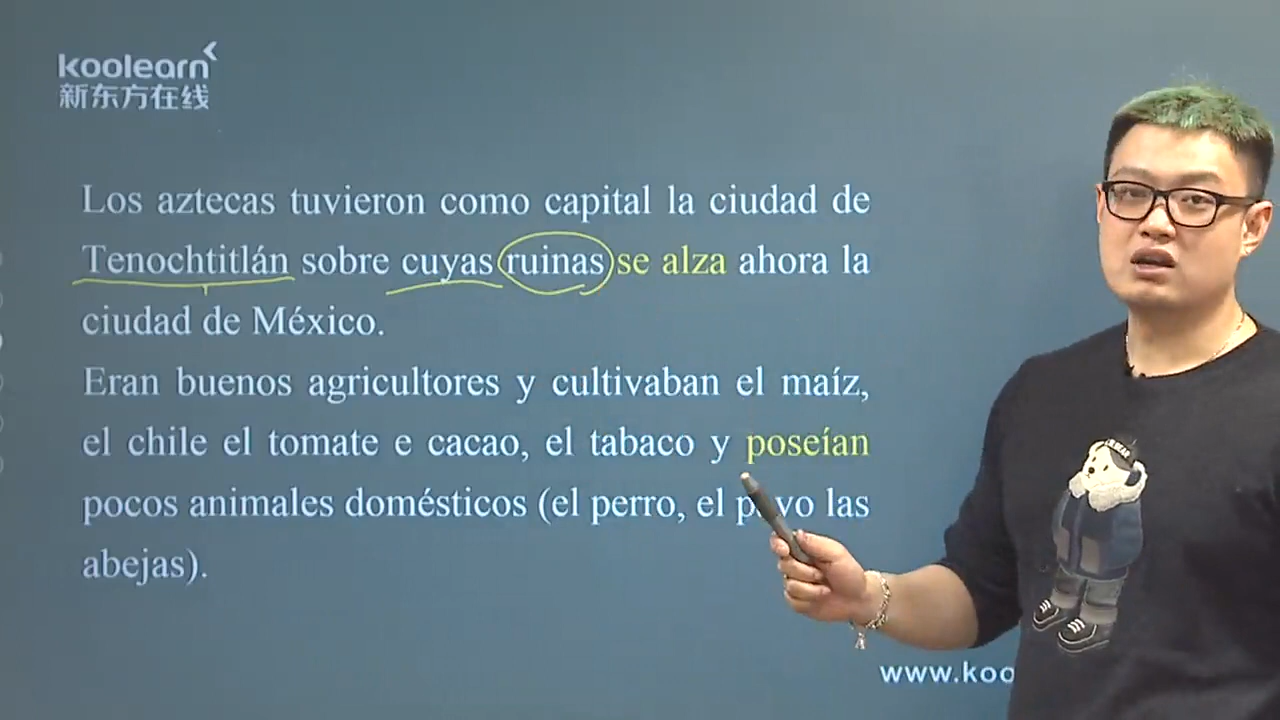 koolearn
新东方在线
Los aztecas tuvieron como capital la ciudad de
Tenochtitlán sobre cuyas ruinas se alza ahora la
ciudad de México.
Eran buenos agricultores y cultivaban el maíz,
el chile el tomate e cacao, el tabaco y poseían
pocos animales domésticos (el perro, el p vo las
abejas).
www.koo